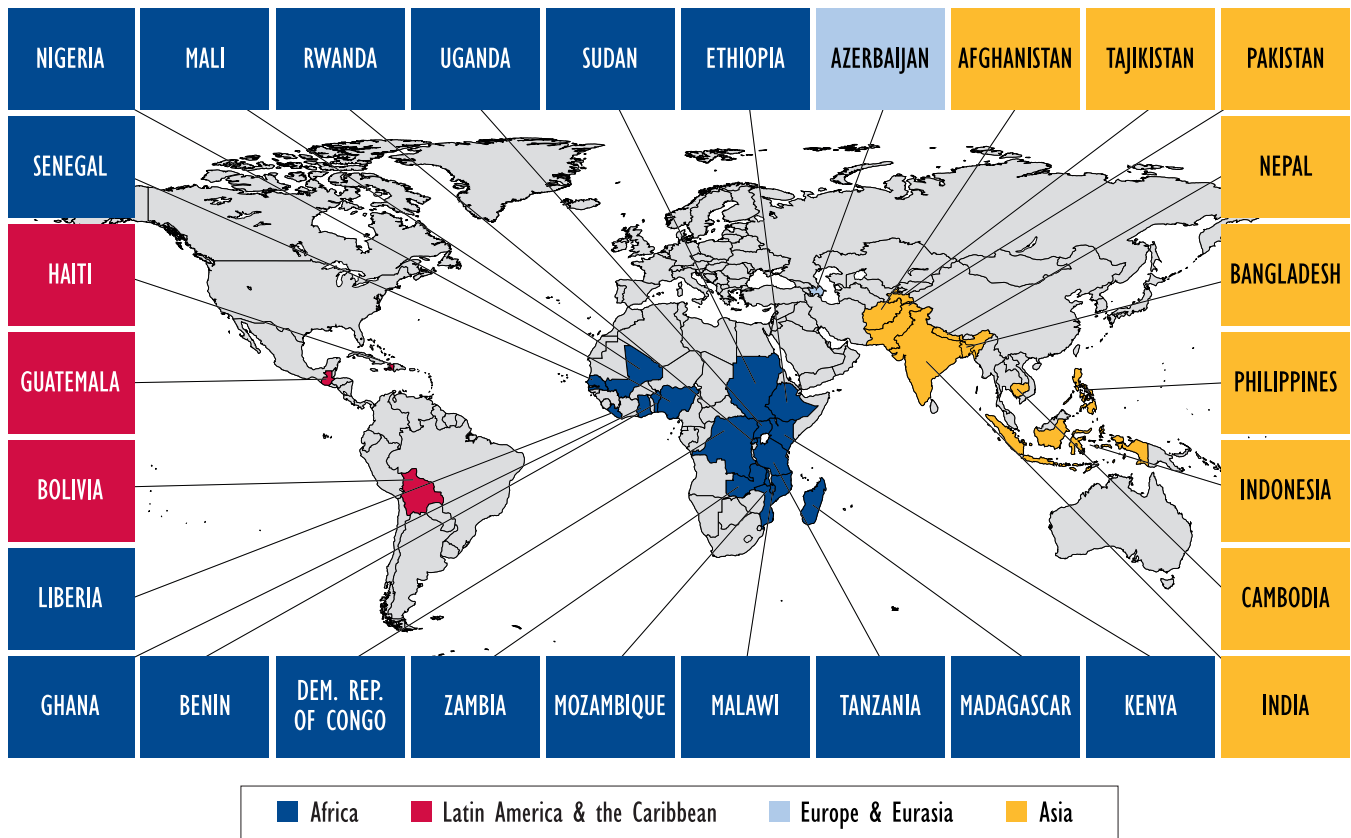 NIGERIA
MALI
RWANDA
UGANDA
SUDAN
ETHIOPIA
AZERBAIJAN
AFGHANISTAN
TAJIKISTAN
PAKISTAN
SENEGAL
NEPAL
HAITI
BANGLADESH
GUATEMALA
PHILIPPINES
BOLIVIA
INDONESIA
LIBERIA
CAMBODIA
GHANA
BENIN
DEM. REP.
OF CONGO
ZAMBIA
MOZAMBIQUE
MALAWI
TANZANIA
MADAGASCAR
KENYA
INDIA
Africa
Latin America & the Caribbean
Europe & Eurasia
Asia